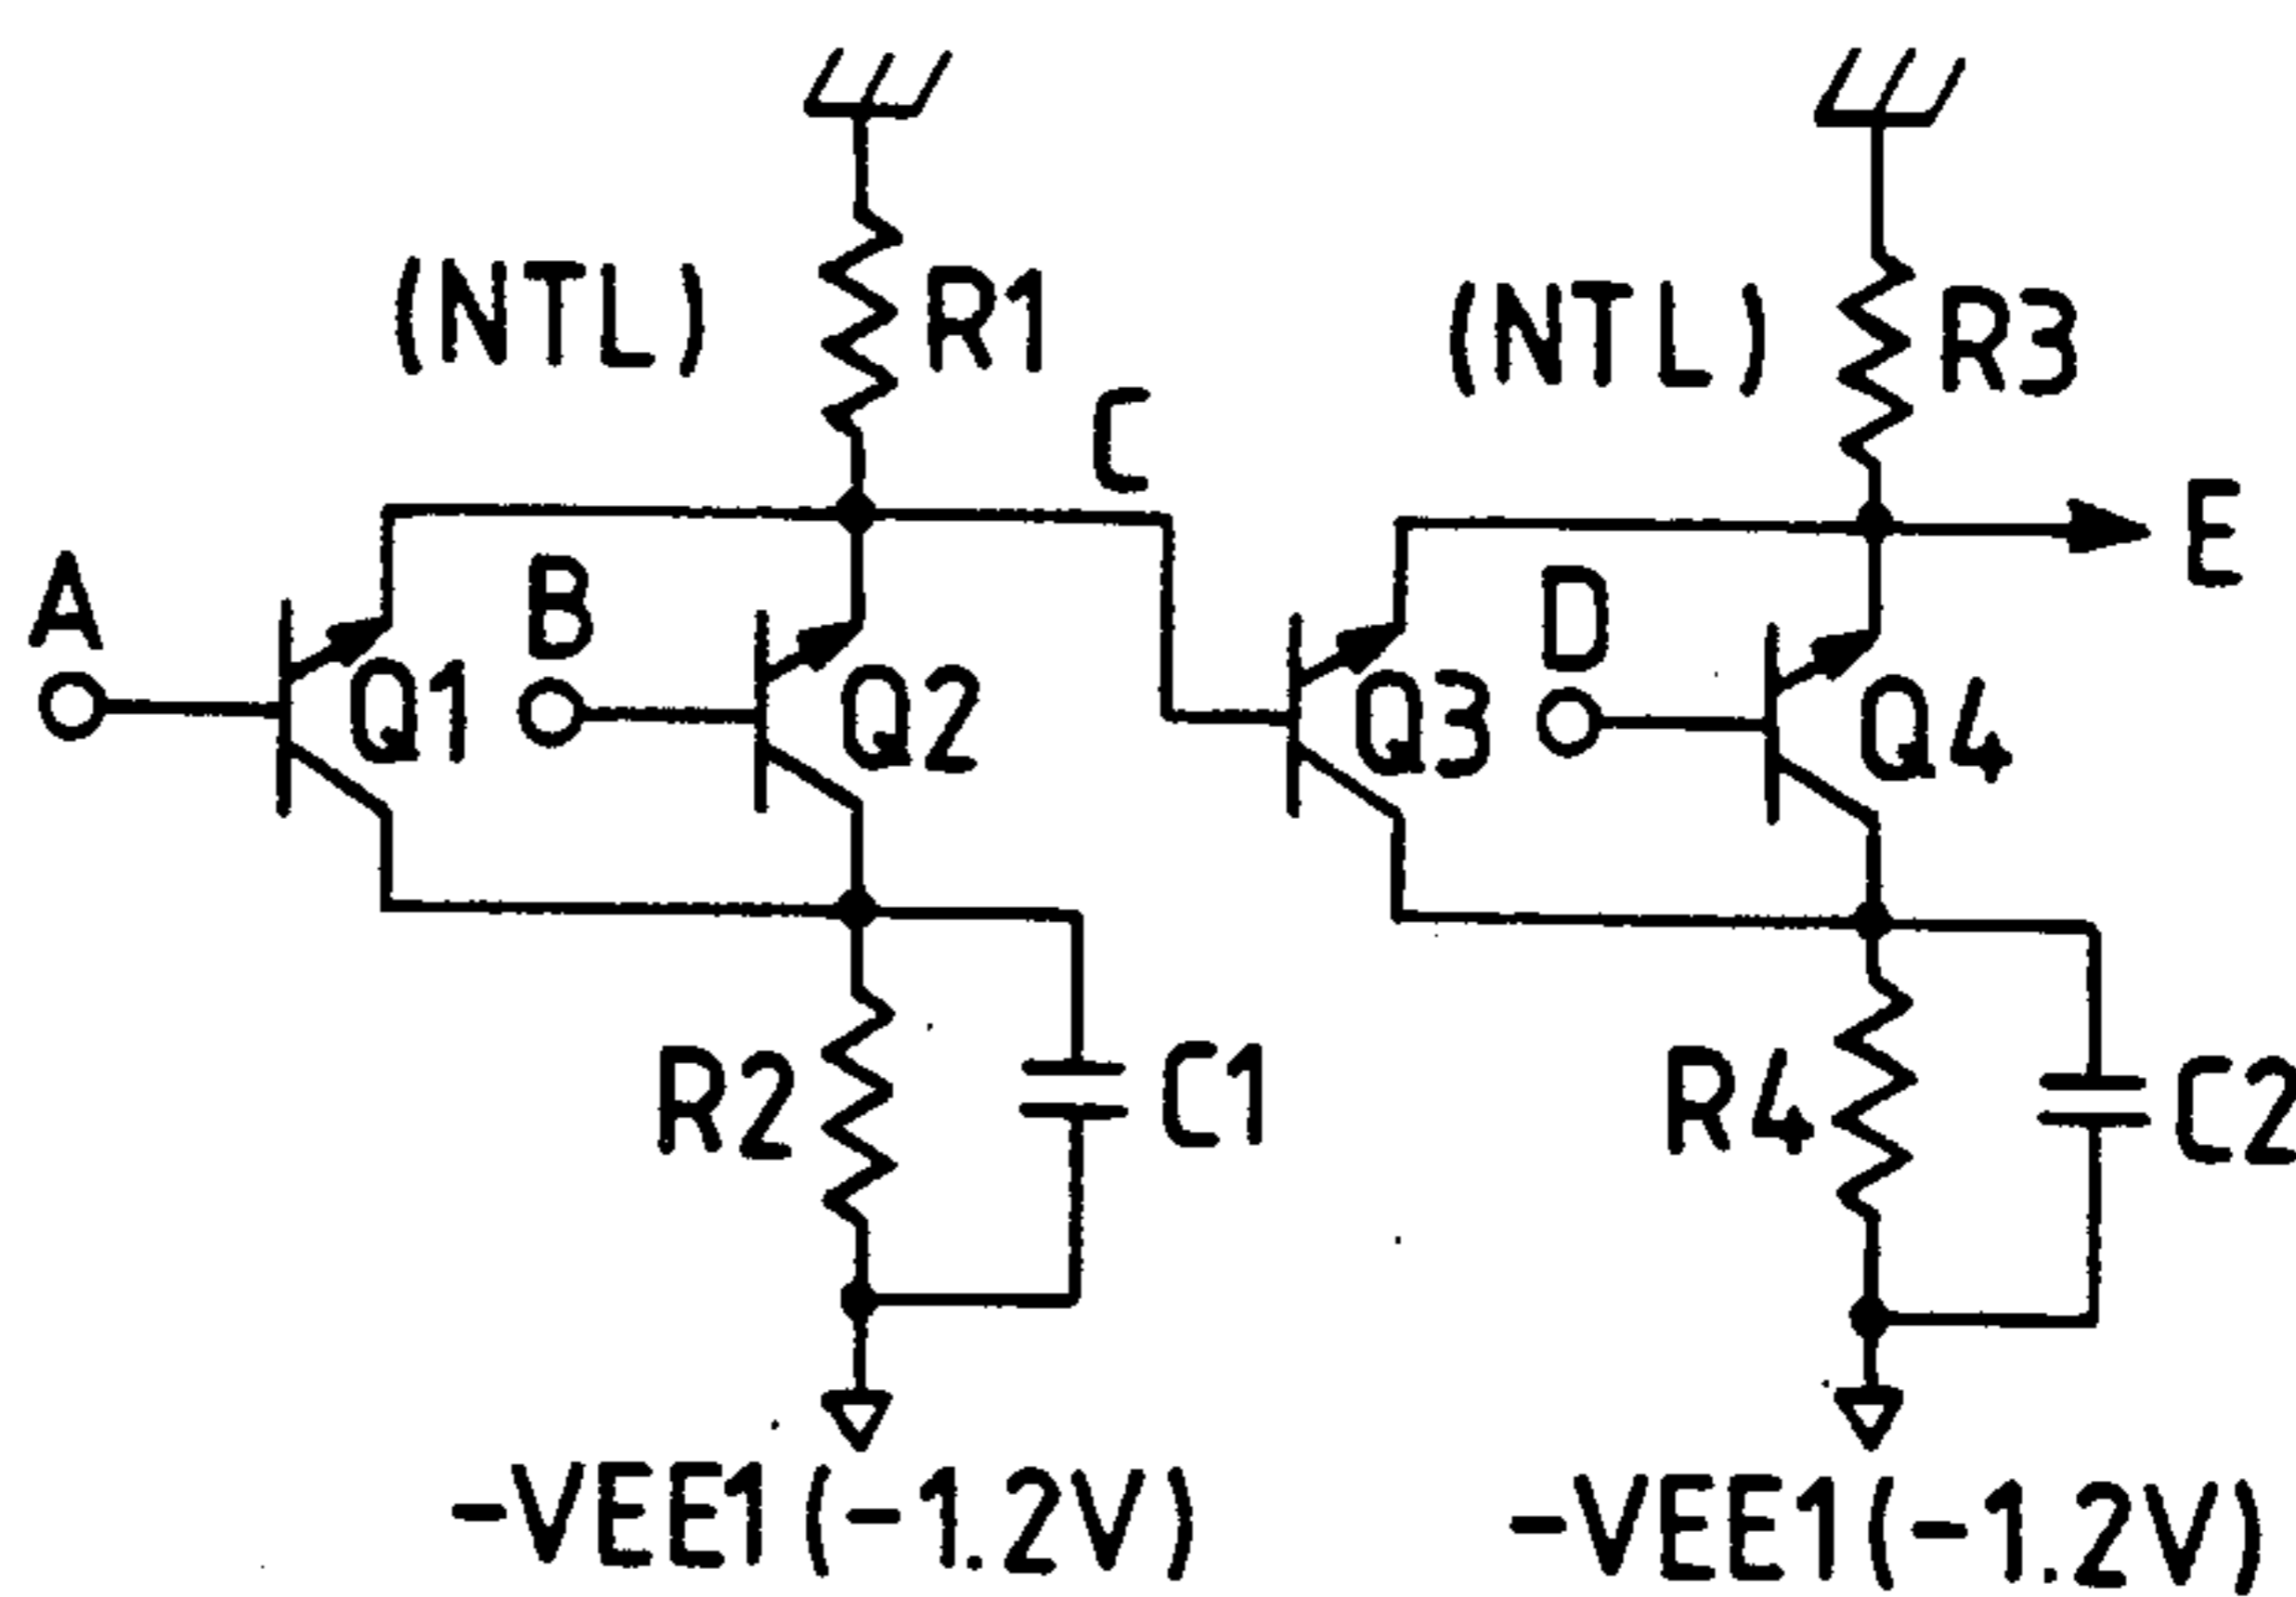 (NTL)
R1
(NTL)
R3
C
E
A
B
D
Q1
Q2
Q3
Q4
R2
C1
R4
C2
-VEE1(-1.2V)
-VEE1(-1.2V)